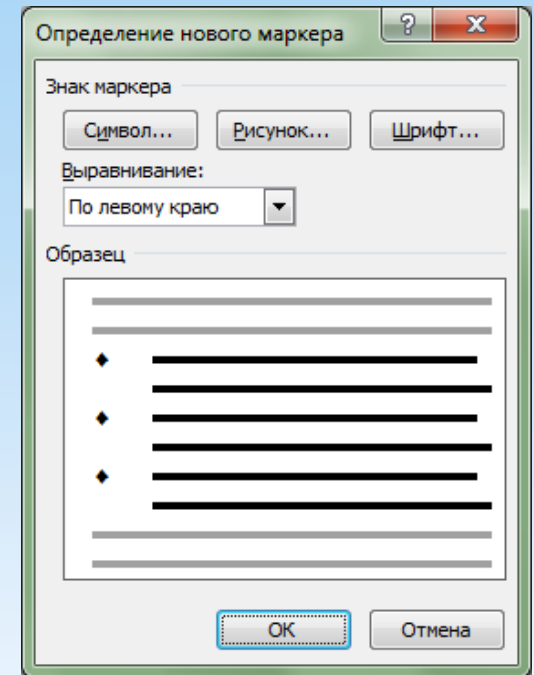 Определение нового маркера
Знак маркера
Символ... Рисунок... Шрифт...
Выравнивание:
По левому краю
Образец
ОК Отмена